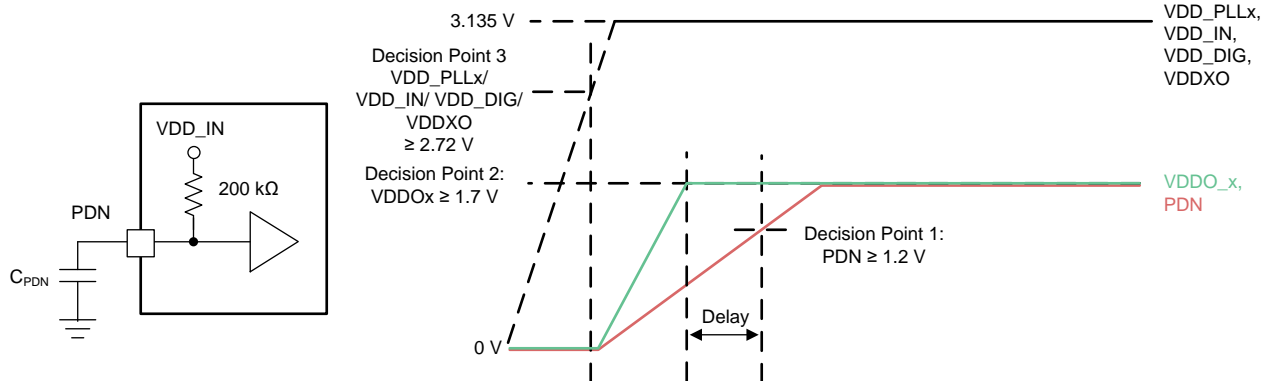 VDD_IN
200 kΩ
PDN
CPDN
3.135 V
Decision Point 3
VDD_PLLx/
VDD_IN/ VDD_DIG/
VDDXO
≥ 2.72 V
Decision Point 2:
VDDOx ≥ 1.7 V
0 V
Delay
Decision Point 1:
PDN ≥ 1.2 V
VDD_PLLx,
VDD_IN,
VDD_DIG,
VDDXO
VDDO_x,
PDN